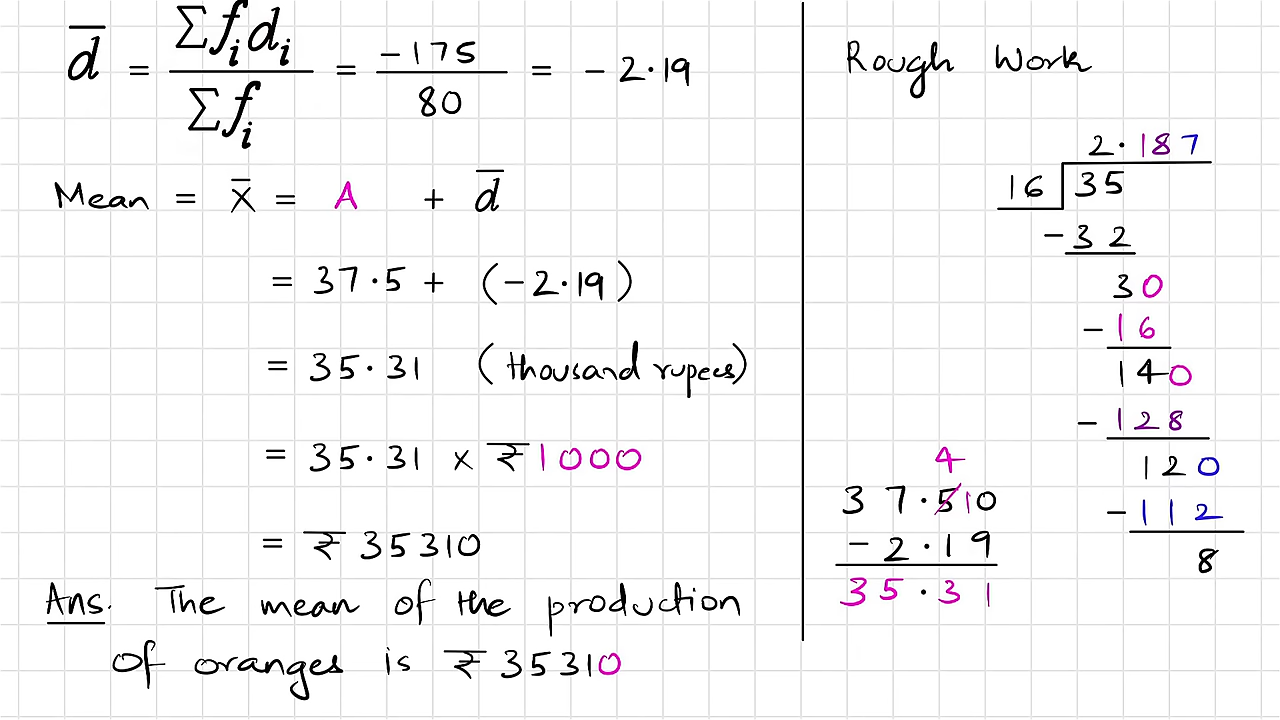 d̅ = Σfᵢdᵢ / Σfᵢ = -175 / 80 = -2·19
Mean = x̅ = A + d̅
= 37·5 + (-2·19)
= 35·31 (thousand rupees)
= 35·31 × ₹1000
= ₹ 35310
Ans. The mean of the production
of oranges is ₹ 35310
Rough Work
2·187
16 35
-32
30
-16
140
-128
120
-112
8
4
37·510
-2·19
35·31